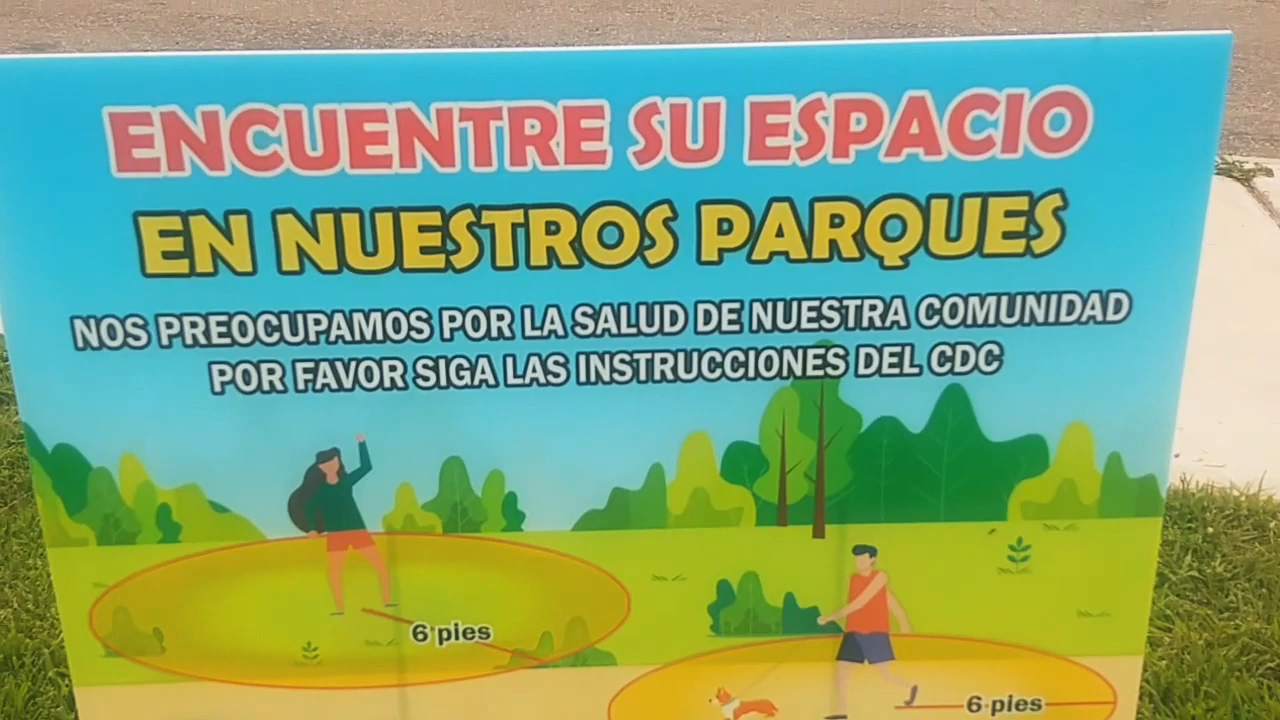 ENCUENTRE SU ESPACIO
EN NUESTROS PARQUES
NOS PREOCUPAMOS POR LA SALUD DE NUESTRA COMUNIDAD
POR FAVOR SIGA LAS INSTRUCCIONES DEL CDC
6 pies
6 pies